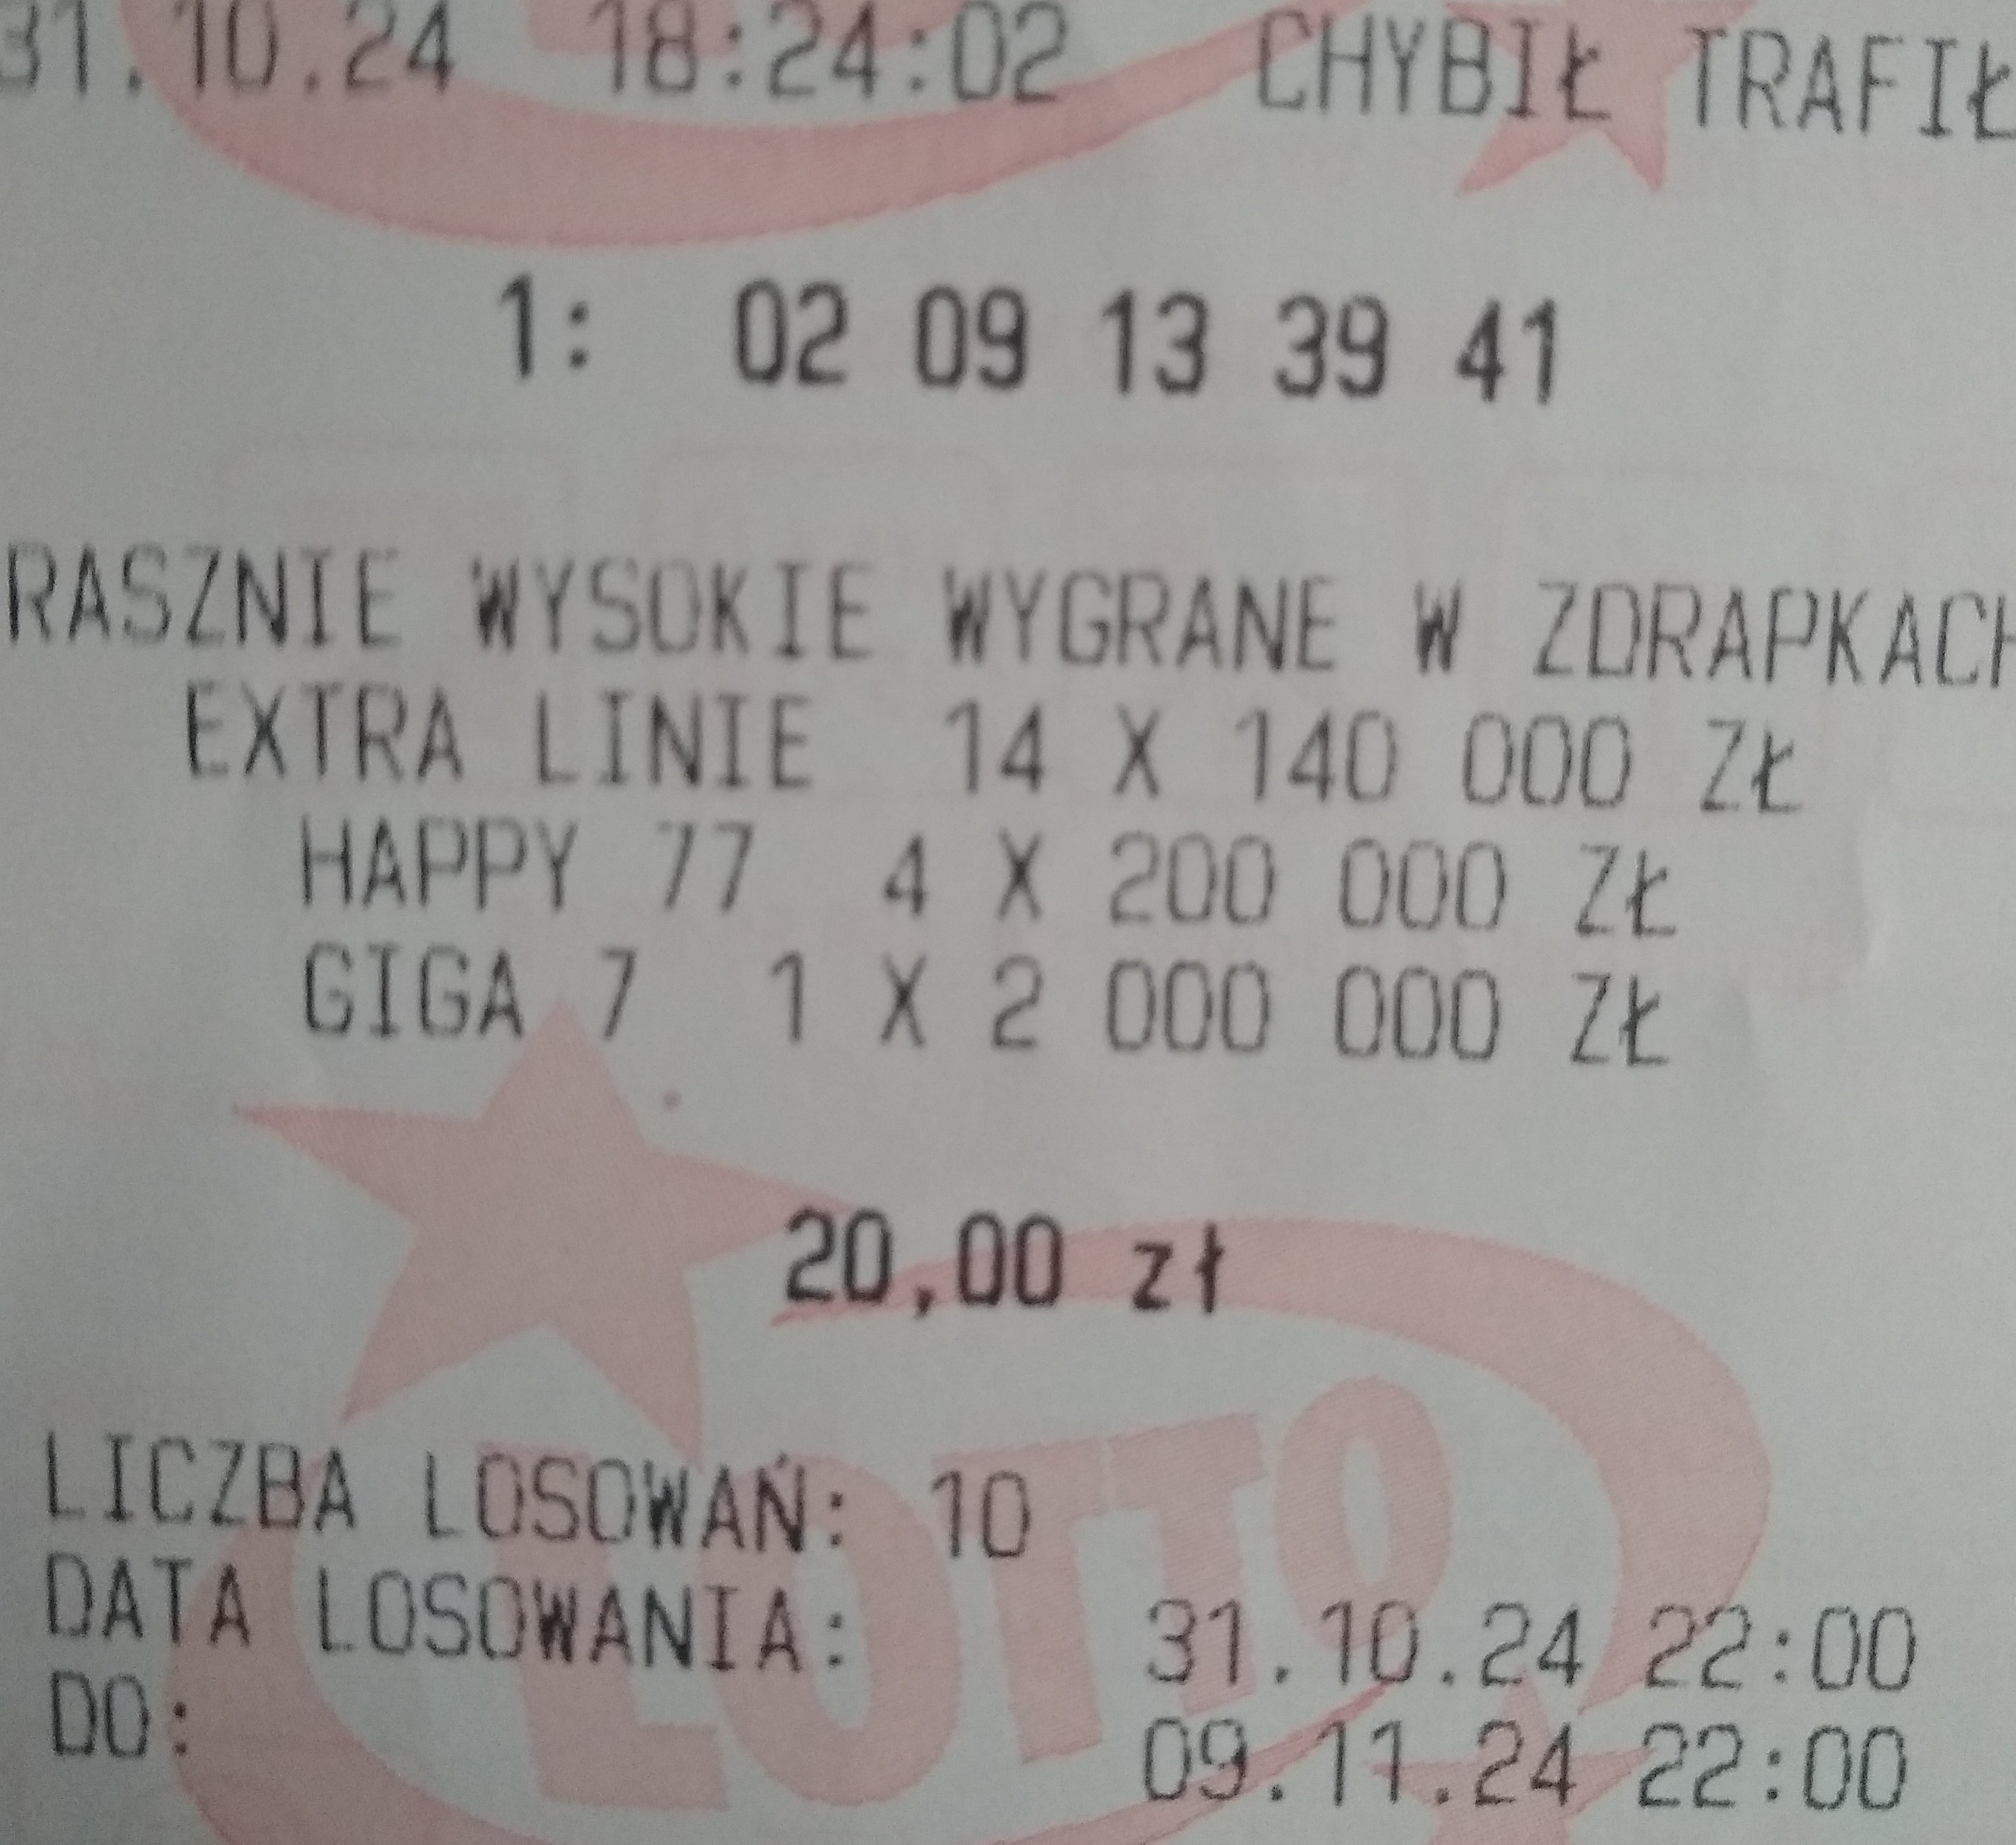 31.10.24 18:24:02 CHYBIŁ TRAFIŁ
1: 02 09 13 39 41
RASZNIE WYSOKIE WYGRANE W ZDRAPKACH
EXTRA LINIE 14 X 140 000 ZŁ
HAPPY 77 4 X 200 000 ZŁ
GIGA 7 1 X 2 000 000 ZŁ
20,00 zł
LOTTO
LICZBA LOSOWAŃ: 10
DATA LOSOWANIA: 31.10.24 22:00
DO: 09.11.24 22:00